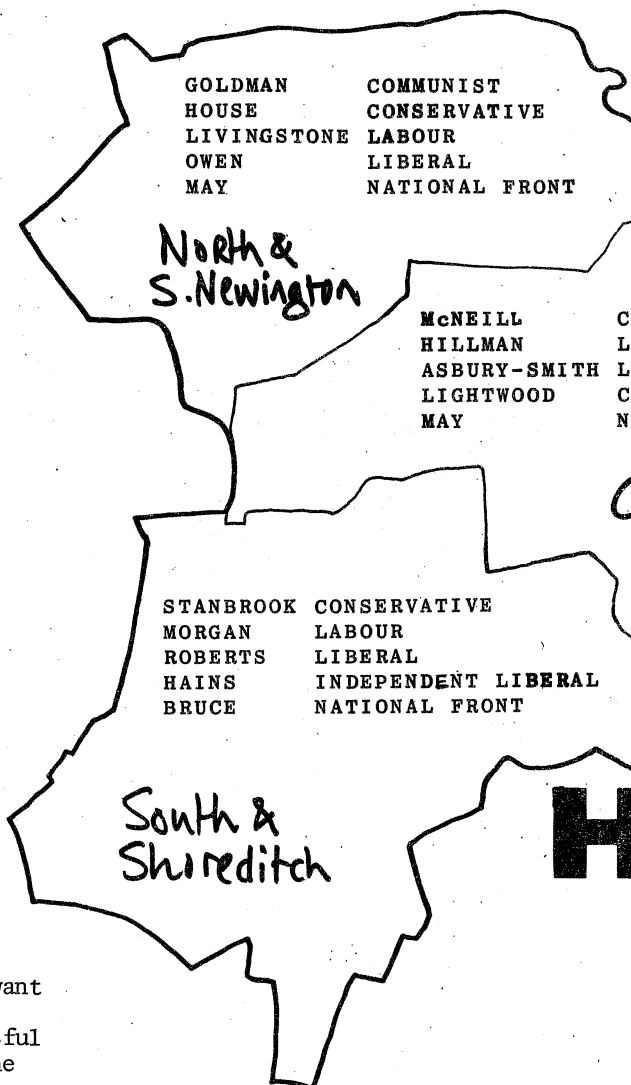 GOLDMAN COMMUNIST
HOUSE CONSERVATIVE
LIVINGSTONE LABOUR
OWEN LIBERAL
MAY NATIONAL FRONT
North &
S. Newington
McNEILL C
HILLMAN L
ASBURY-SMITH L
LIGHTWOOD C
MAY N
STANBROOK CONSERVATIVE
MORGAN LABOUR
ROBERTS LIBERAL
HAINS INDEPENDENT LIBERAL
BRUCE NATIONAL FRONT
South &
Shoreditch
H